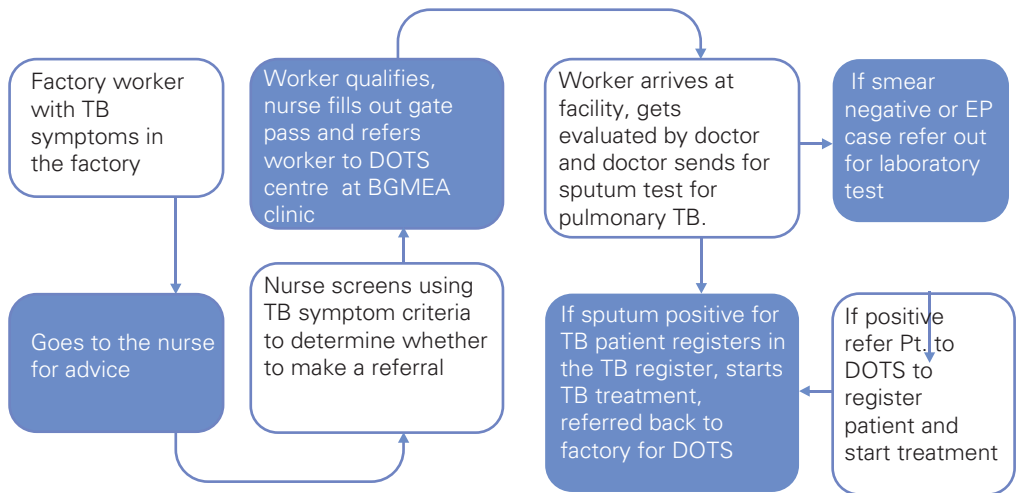 Factory worker
with TB
symptoms in
the factory
Goes to the nurse
for advice
Nurse screens using
TB symptom criteria
to determine whether
to make a referral
Worker qualifies,
nurse fills out gate
pass and refers
worker to DOTS
centre at BGMEA
clinic
Worker arrives at
facility, gets
evaluated by doctor
and doctor sends for
sputum test for
pulmonary TB.
If smear
negative or EP
case refer out
for laboratory
test
If positive
refer Pt. to
DOTS to
register
patient and
start treatment
If sputum positive for
TB patient registers in
the TB register, starts
TB treatment,
referred back to
factory for DOTS